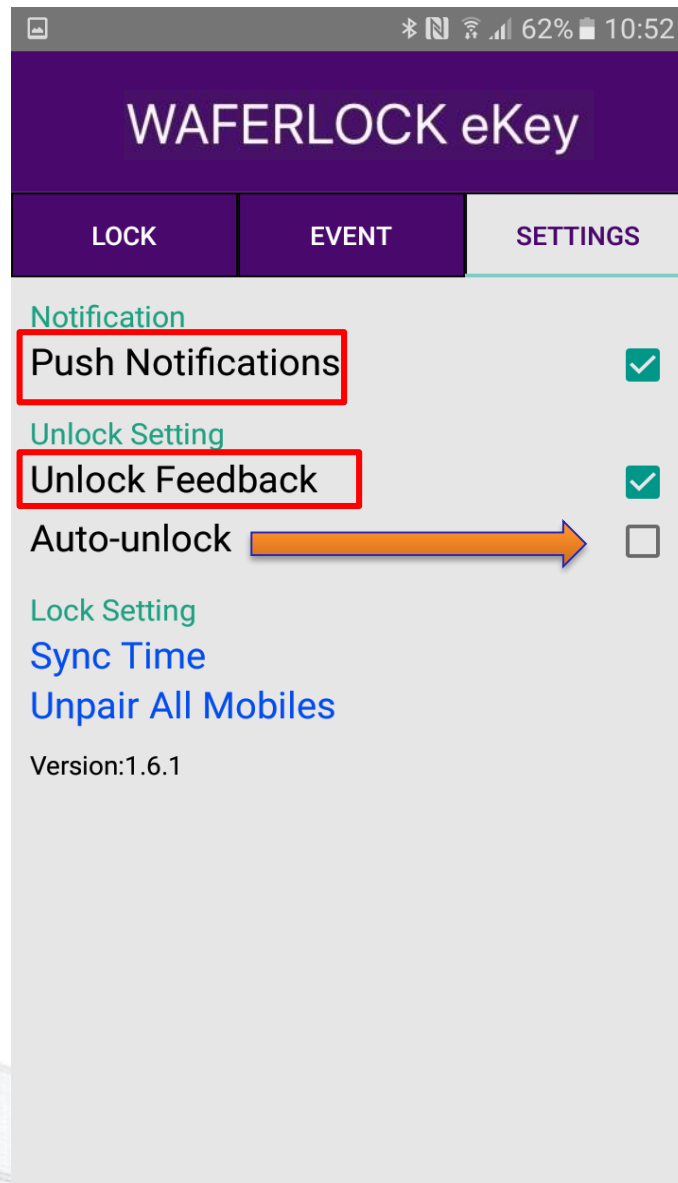 62% 10:52
WAFERLOCK eKey
LOCK EVENT SETTINGS
Notification
Push Notifications
Unlock Setting
Unlock Feedback
Auto-unlock
Lock Setting
Sync Time
Unpair All Mobiles
Version:1.6.1